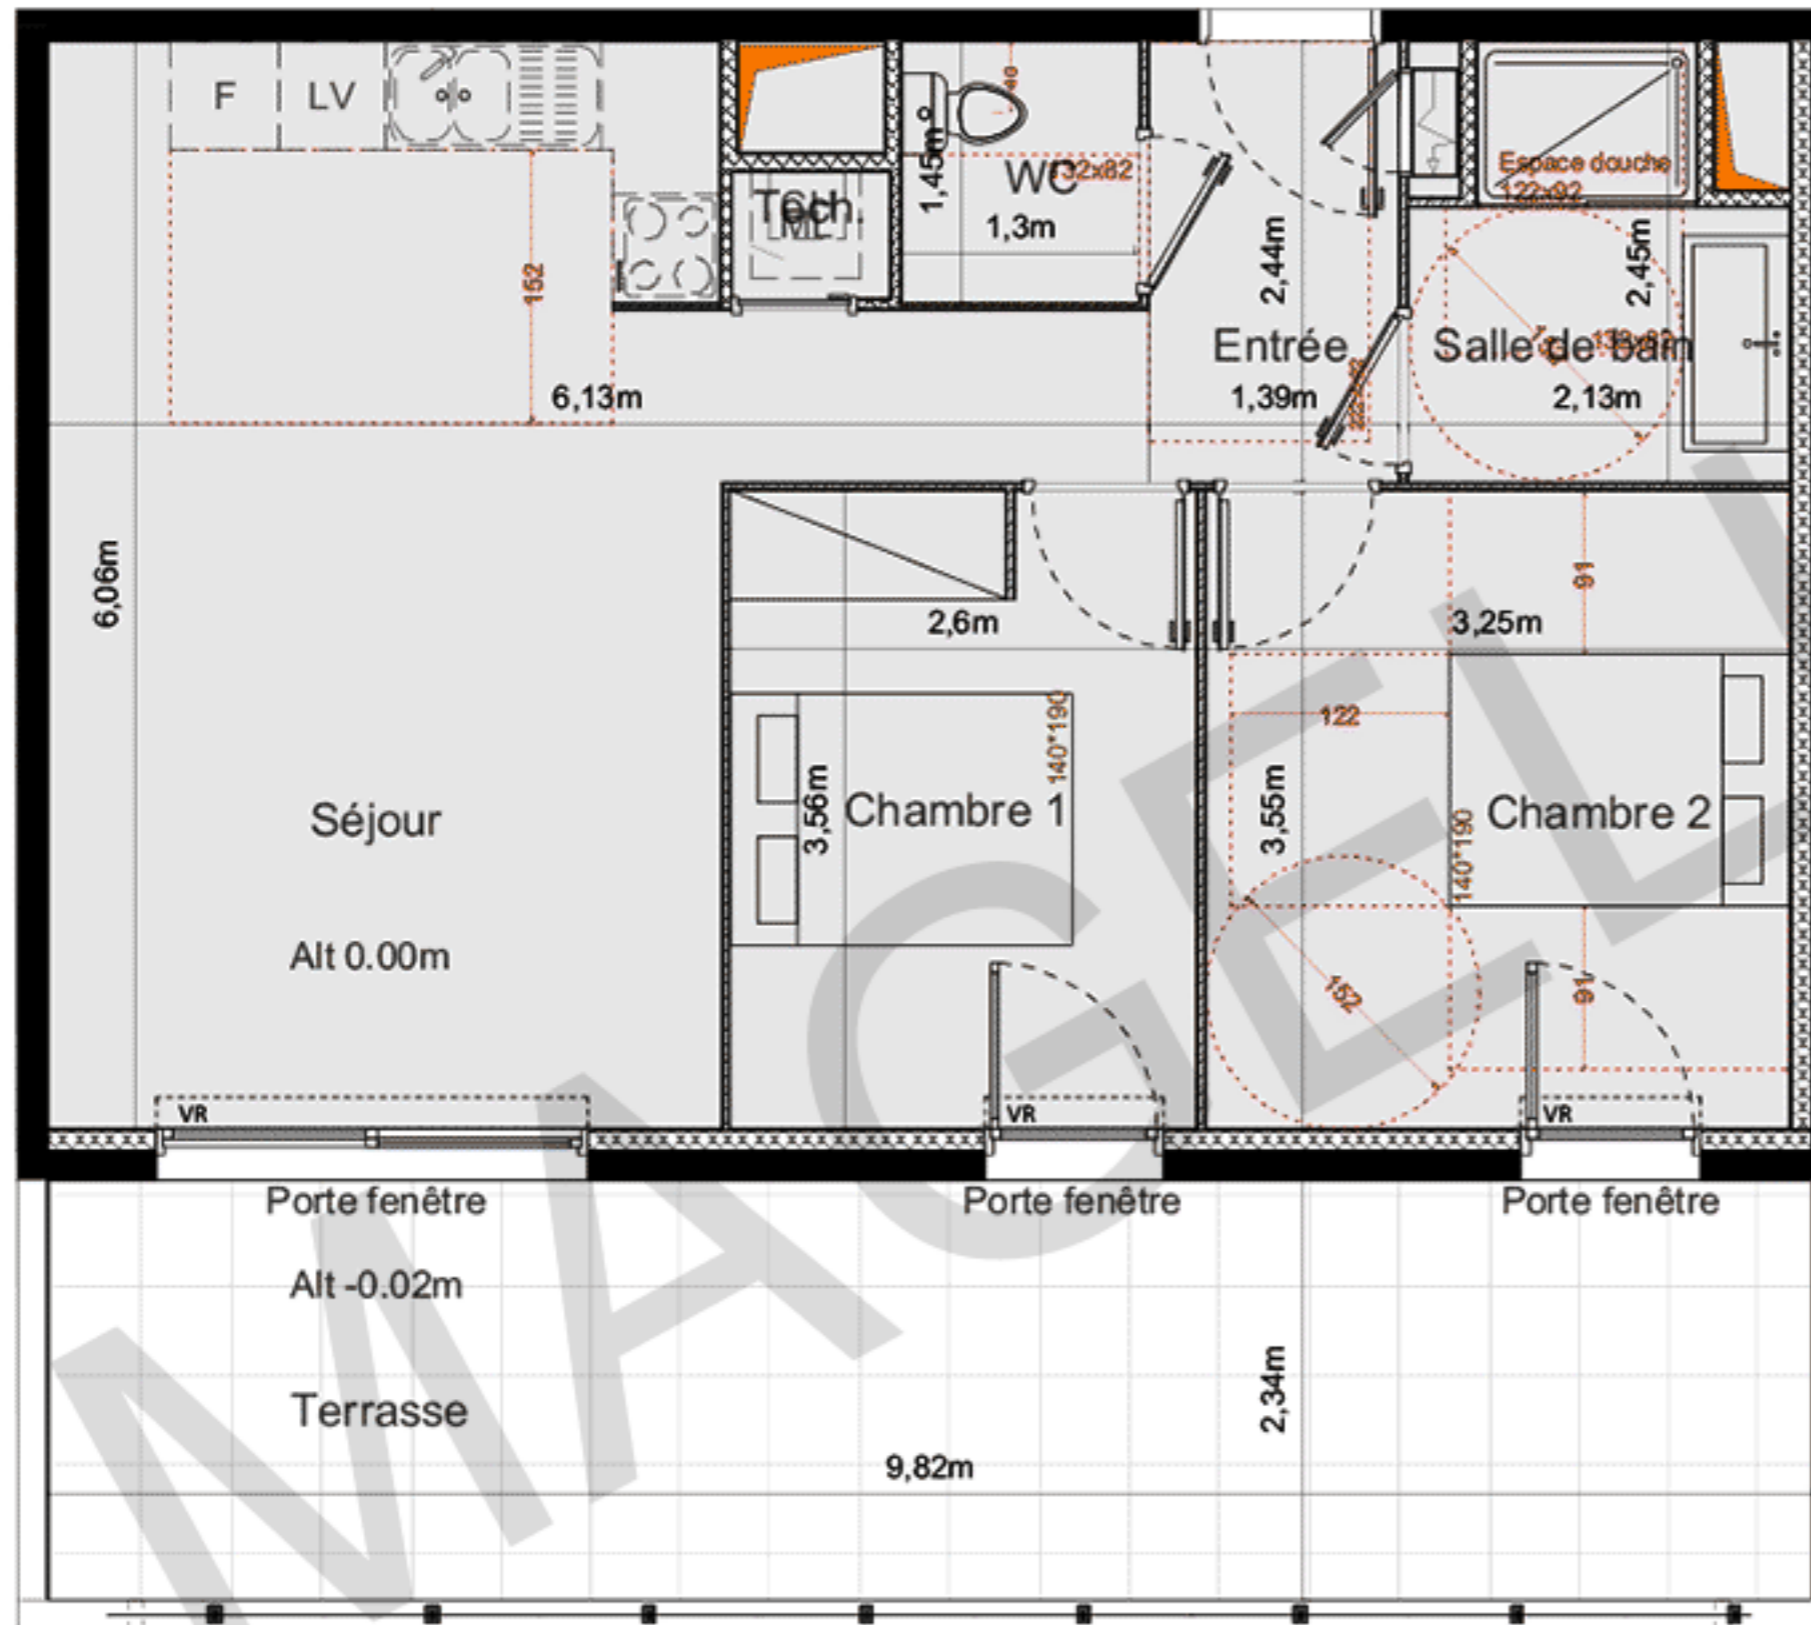 F
LV
40
1,45m
WC
132x82
1,3m
Tech.
ML
152
2,44m
Espace douche
122x92
2,45m
Entrée
Salle de bain
132x82
1,39m
2,13m
6,13m
6,06m
2,6m
91
3,25m
140*190
122
3,56m
Chambre 1
3,55m
140*190
Chambre 2
Séjour
Alt 0.00m
152
91
VR
VR
VR
Porte fenêtre
Porte fenêtre
Porte fenêtre
Alt -0.02m
Terrasse
2,34m
9,82m
MAGELL